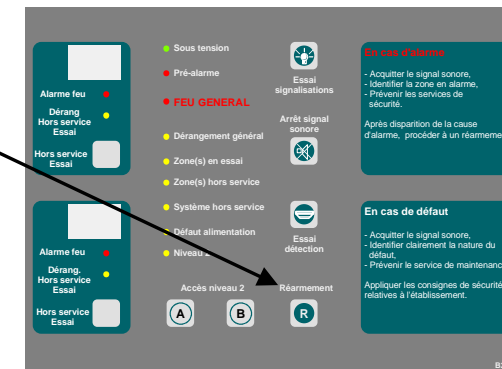 Alarme feu
Dérang
Hors service
Essai
Hors service
Essai
Alarme feu
Dérang.
Hors service
Essai
Hors service
Essai
Sous tension
Pré-alarme
FEU GENERAL
Dérangement général
Zone(s) en essai
Zone(s) hors service
Système hors service
Défaut alimentation
Niveau 2
Accès niveau 2
A
B
Essai
signalisations
Arrêt signal
sonore
Essai
détection
Réarmement
R
En cas d'alarme
- Acquitter le signal sonore,
- Identifier la zone en alarme,
- Prévenir les services de
sécurité.
Après disparition de la cause
d'alarme, procéder à un réarmeme
En cas de défaut
- Acquitter le signal sonore,
- Identifier clairement la nature du
défaut,
- Prévenir le service de maintenanc
Appliquer les consignes de sécurité
relatives à l'établissement.